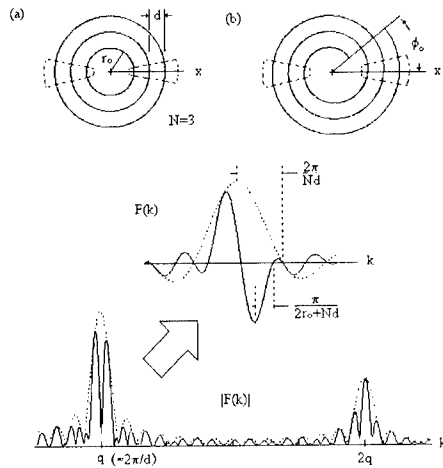 (a)
(b)
d
r₀
x
N=3
ϕ₀
x
2π
Nd
F(k)
k
π
2r₀+Nd
|F(k)|
q (≈2π/d)
2q
k